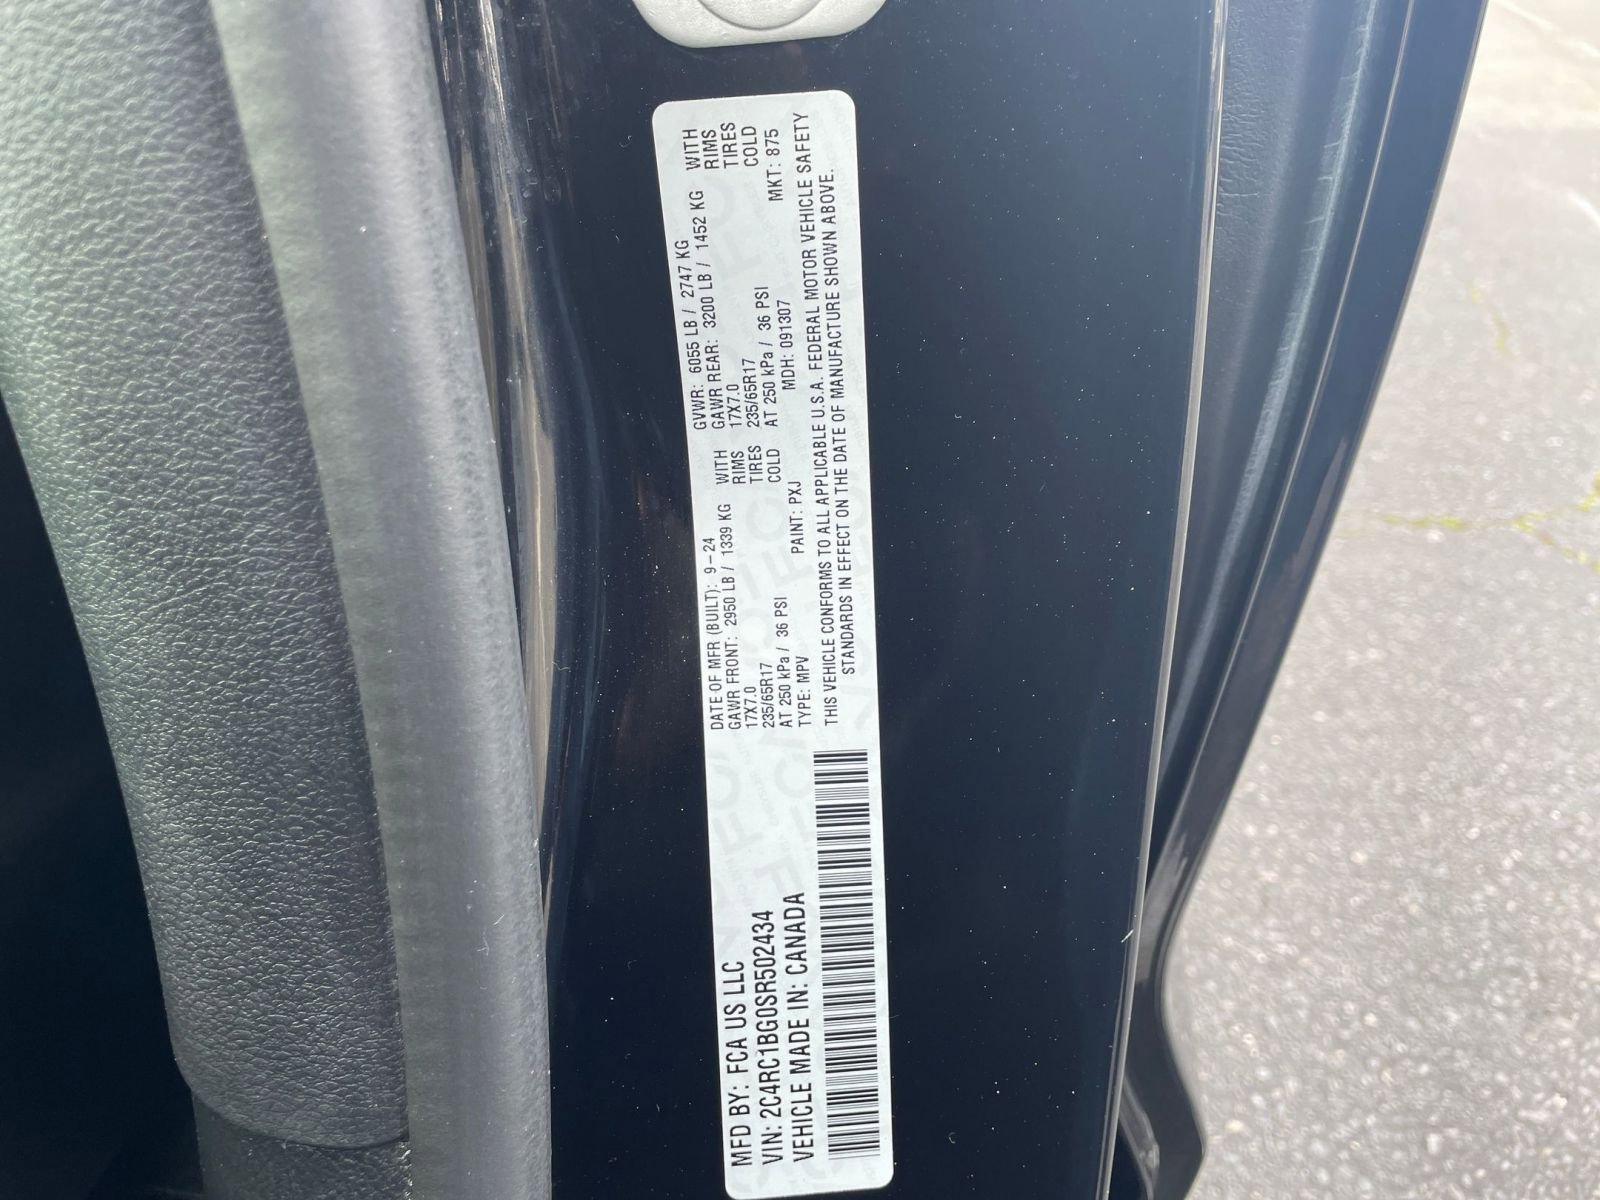 MFD BY: FCA US LLC
VIN: 2C4RC1BG0SR502434
VEHICLE MADE IN: CANADA
DATE OF MFR (BUILT): 9-24 GVWR: 6055 LB / 2747 KG
GAWR FRONT: 2950 LB / 1339 KG WITH GAWR REAR: 3200 LB / 1452 KG WITH
17X7.0 RIMS 17X7.0 RIMS
235/65R17 TIRES 235/65R17 TIRES
AT 250 kPa / 36 PSI COLD AT 250 kPa / 36 PSI COLD
TYPE: MPV PAINT: PXJ MDH: 091307 MKT: 875
THIS VEHICLE CONFORMS TO ALL APPLICABLE U.S.A. FEDERAL MOTOR VEHICLE SAFETY
STANDARDS IN EFFECT ON THE DATE OF MANUFACTURE SHOWN ABOVE.